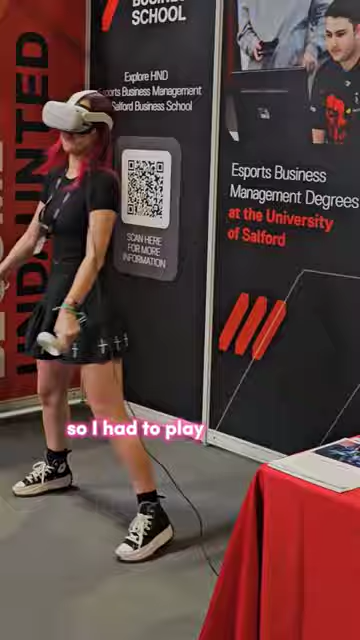 BUSINESS
SCHOOL
Explore HND
Esports Business Management
Salford Business School
SCAN HERE
FOR MORE
INFORMATION
Esports Business
Management Degrees
at the University
of Salford
UNDAUNTED
so I had to play